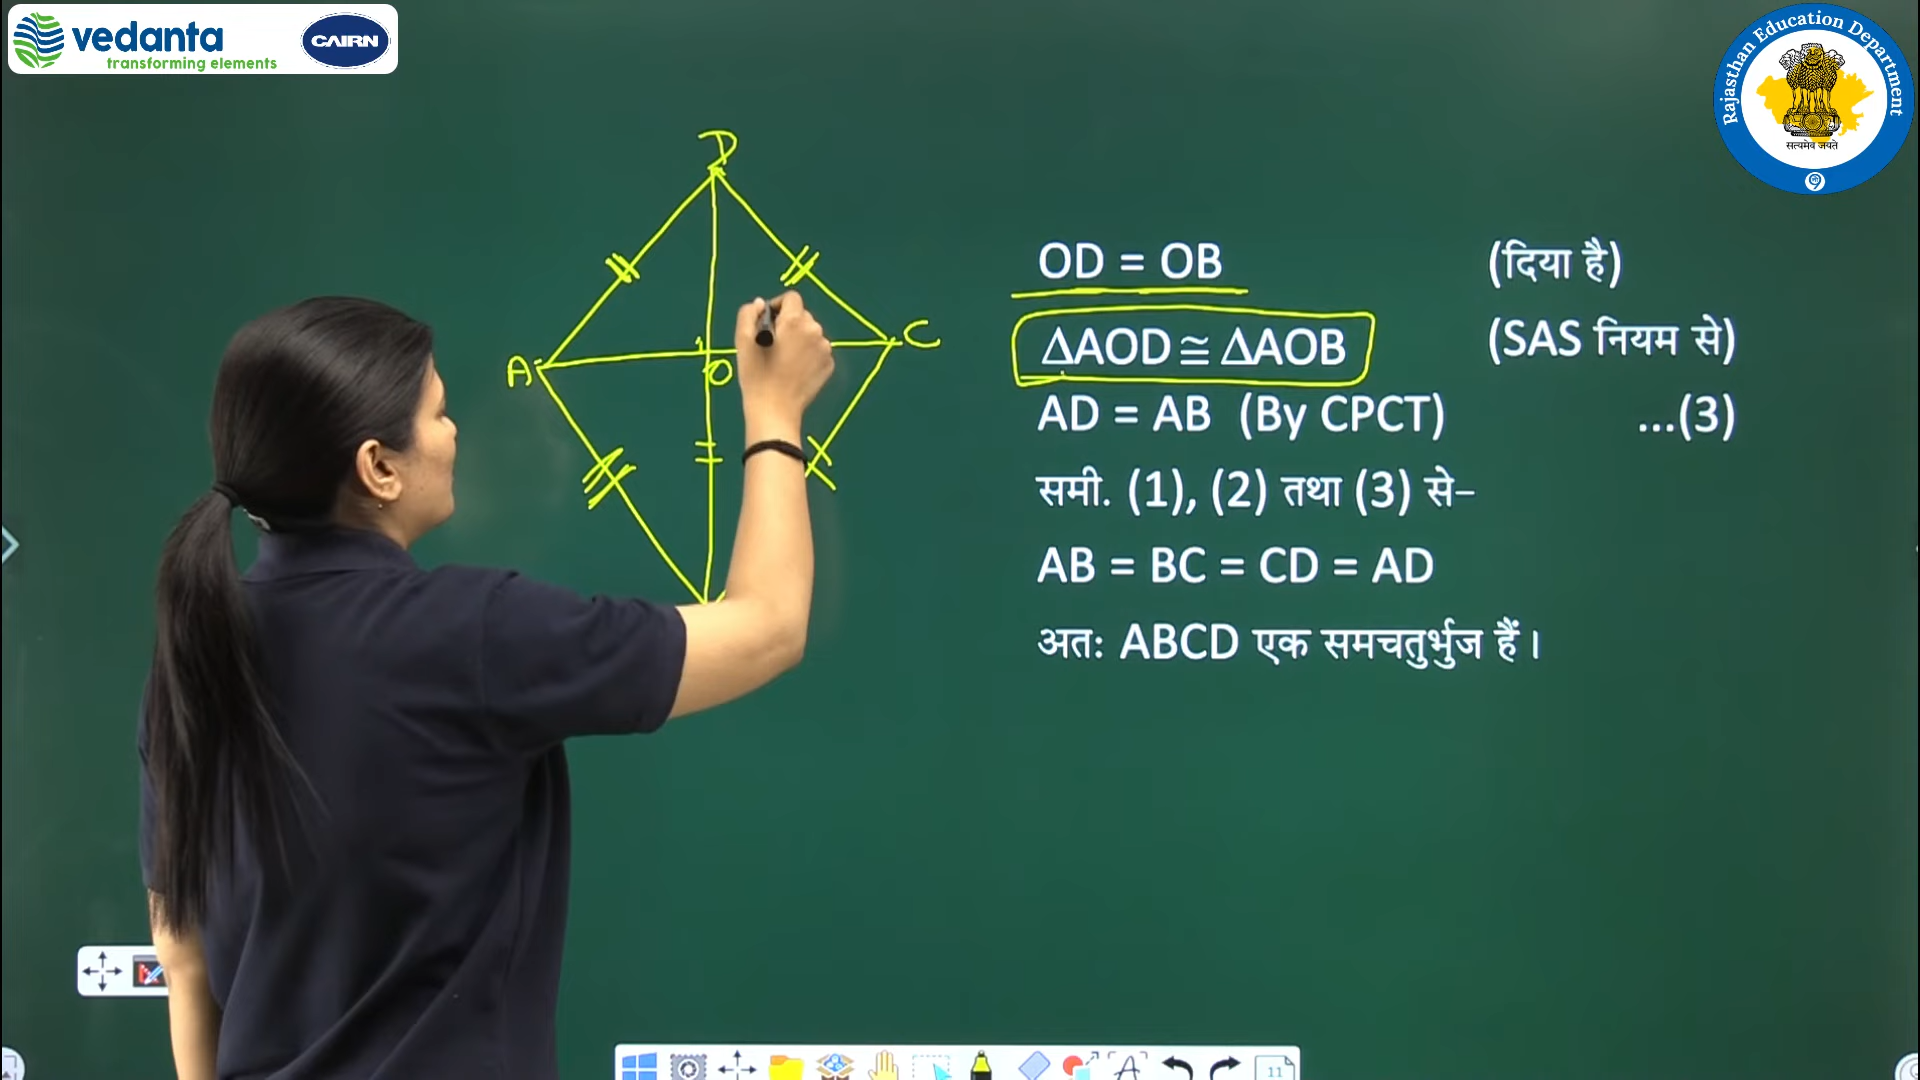 vedanta
transforming elements
CAIRN
Rajasthan Education Department
सत्यमेव जयते
D
A
O
C
OD = OB (दिया है)
ΔAOD ≅ ΔAOB (SAS नियम से)
AD = AB (By CPCT) ...(3)
समी. (1), (2) तथा (3) से–
AB = BC = CD = AD
अतः ABCD एक समचतुर्भुज हैं।
11